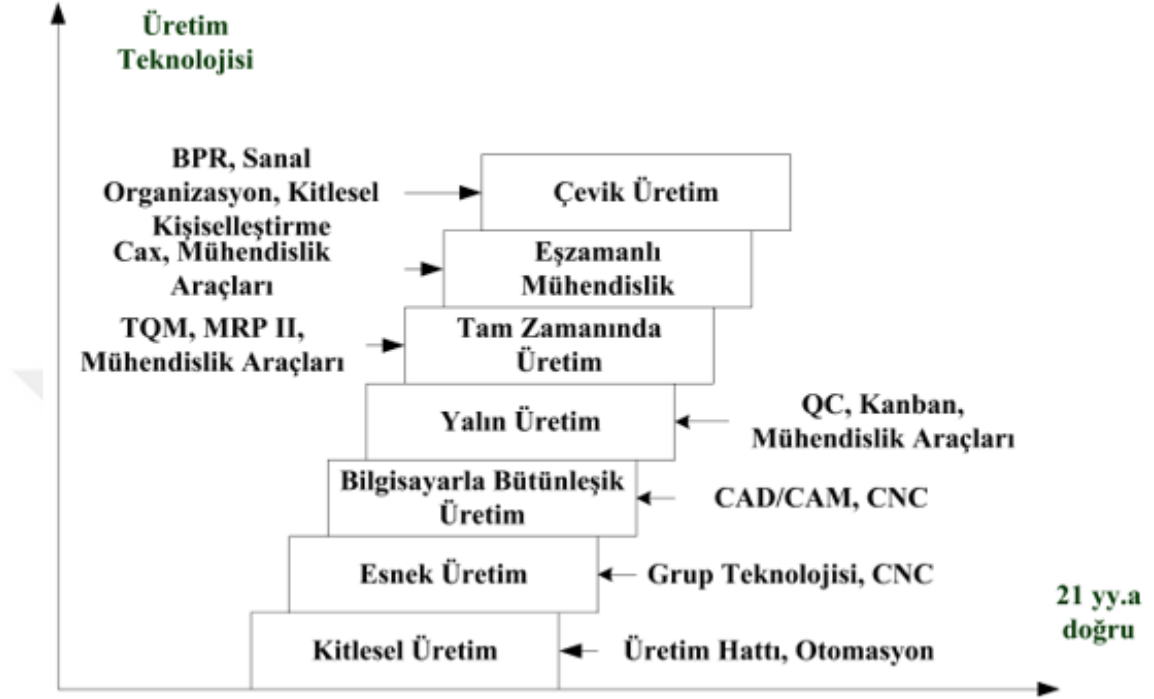 Üretim
Teknolojisi
BPR, Sanal
Organizasyon, Kitlesel
Kişiselleştirme
Çevik Üretim
Cax, Mühendislik
Araçları
Eşzamanlı
Mühendislik
TQM, MRP II,
Mühendislik Araçları
Tam Zamanında
Üretim
Yalın Üretim
QC, Kanban,
Mühendislik Araçları
Bilgisayarla Bütünleşik
Üretim
CAD/CAM, CNC
Esnek Üretim
Grup Teknolojisi, CNC
Kitlesel Üretim
Üretim Hattı, Otomasyon
21 yy.a
doğru